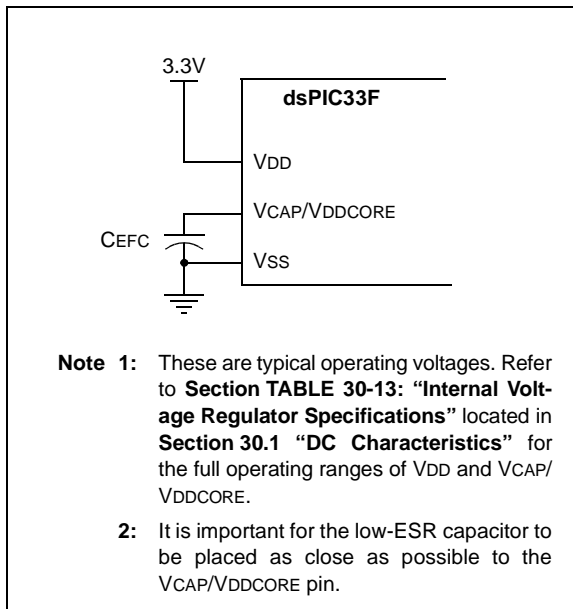 3.3V
dsPIC33F
VDD
VCAP/VDDCORE
CEFC
VSS
Note 1: These are typical operating voltages. Refer
to Section TABLE 30-13: “Internal Volt-
age Regulator Specifications” located in
Section 30.1 “DC Characteristics” for
the full operating ranges of VDD and VCAP/
VDDCORE.
2: It is important for the low-ESR capacitor to
be placed as close as possible to the
VCAP/VDDCORE pin.